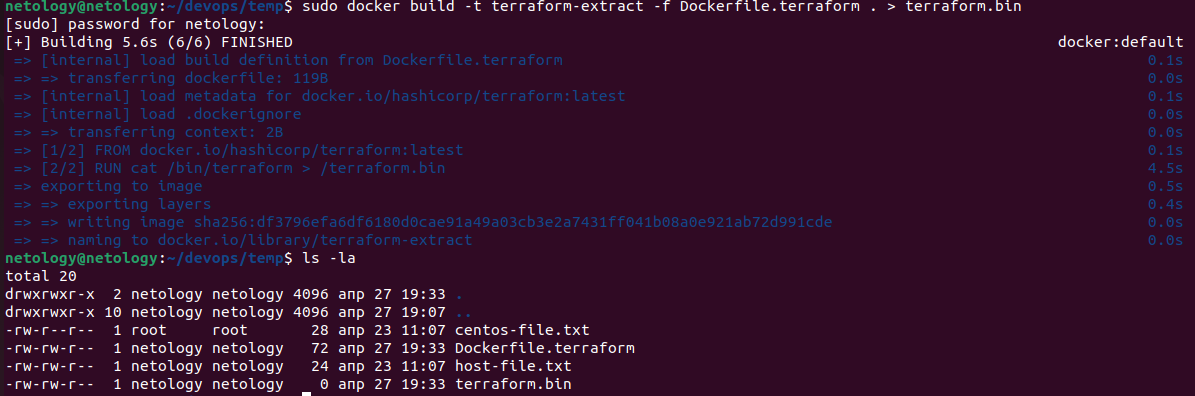 netology@netology:~/devops/temp$ sudo docker build -t terraform-extract -f Dockerfile.terraform . > terraform.bin
[sudo] password for netology:
[+] Building 5.6s (6/6) FINISHED docker:default
=> [internal] load build definition from Dockerfile.terraform 0.1s
=> => transferring dockerfile: 119B 0.0s
=> [internal] load metadata for docker.io/hashicorp/terraform:latest 0.1s
=> [internal] load .dockerignore 0.0s
=> => transferring context: 2B 0.0s
=> [1/2] FROM docker.io/hashicorp/terraform:latest 0.1s
=> [2/2] RUN cat /bin/terraform > /terraform.bin 4.5s
=> exporting to image 0.5s
=> => exporting layers 0.4s
=> => writing image sha256:df3796efa6df6180d0cae91a49a03cb3e2a7431ff041b08a0e921ab72d991cde 0.0s
=> => naming to docker.io/library/terraform-extract 0.0s
netology@netology:~/devops/temp$ ls -la
total 20
drwxrwxr-x 2 netology netology 4096 апр 27 19:33 .
drwxrwxr-x 10 netology netology 4096 апр 27 19:07 ..
-rw-r--r-- 1 root root 28 апр 23 11:07 centos-file.txt
-rw-rw-r-- 1 netology netology 72 апр 27 19:33 Dockerfile.terraform
-rw-rw-r-- 1 netology netology 24 апр 23 11:07 host-file.txt
-rw-rw-r-- 1 netology netology 0 апр 27 19:33 terraform.bin